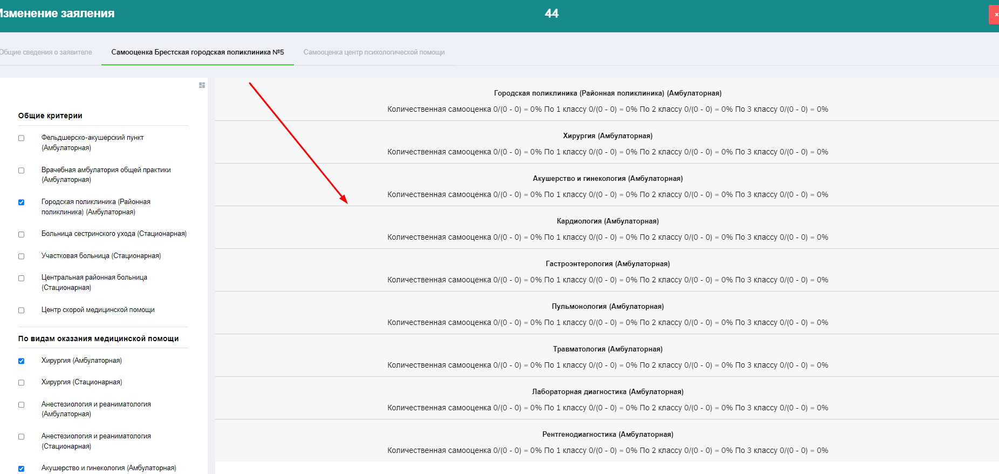 Изменение заяления
44
×
Общие сведения о заявителе
Самооценка Брестская городская поликлиника №5
Самооценка центр психологической помощи
Общие критерии
Фельдшерско-акушерский пункт
(Амбулаторная)
Врачебная амбулатория общей практики
(Амбулаторная)
Городская поликлиника (Районная
поликлиника) (Амбулаторная)
Больница сестринского ухода (Стационарная)
Участковая больница (Стационарная)
Центральная районная больница
(Стационарная)
Центр скорой медицинской помощи
По видам оказания медицинской помощи
Хирургия (Амбулаторная)
Хирургия (Стационарная)
Анестезиология и реаниматология
(Амбулаторная)
Анестезиология и реаниматология
(Стационарная)
Акушерство и гинекология (Амбулаторная)
Городская поликлиника (Районная поликлиника) (Амбулаторная)
Количественная самооценка 0/(0 - 0) = 0% По 1 классу 0/(0 - 0) = 0% По 2 классу 0/(0 - 0) = 0% По 3 классу 0/(0 - 0) = 0%
Хирургия (Амбулаторная)
Количественная самооценка 0/(0 - 0) = 0% По 1 классу 0/(0 - 0) = 0% По 2 классу 0/(0 - 0) = 0% По 3 классу 0/(0 - 0) = 0%
Акушерство и гинекология (Амбулаторная)
Количественная самооценка 0/(0 - 0) = 0% По 1 классу 0/(0 - 0) = 0% По 2 классу 0/(0 - 0) = 0% По 3 классу 0/(0 - 0) = 0%
Кардиология (Амбулаторная)
Количественная самооценка 0/(0 - 0) = 0% По 1 классу 0/(0 - 0) = 0% По 2 классу 0/(0 - 0) = 0% По 3 классу 0/(0 - 0) = 0%
Гастроэнтерология (Амбулаторная)
Количественная самооценка 0/(0 - 0) = 0% По 1 классу 0/(0 - 0) = 0% По 2 классу 0/(0 - 0) = 0% По 3 классу 0/(0 - 0) = 0%
Пульмонология (Амбулаторная)
Количественная самооценка 0/(0 - 0) = 0% По 1 классу 0/(0 - 0) = 0% По 2 классу 0/(0 - 0) = 0% По 3 классу 0/(0 - 0) = 0%
Травматология (Амбулаторная)
Количественная самооценка 0/(0 - 0) = 0% По 1 классу 0/(0 - 0) = 0% По 2 классу 0/(0 - 0) = 0% По 3 классу 0/(0 - 0) = 0%
Лабораторная диагностика (Амбулаторная)
Количественная самооценка 0/(0 - 0) = 0% По 1 классу 0/(0 - 0) = 0% По 2 классу 0/(0 - 0) = 0% По 3 классу 0/(0 - 0) = 0%
Рентгенодиагностика (Амбулаторная)
Количественная самооценка 0/(0 - 0) = 0% По 1 классу 0/(0 - 0) = 0% По 2 классу 0/(0 - 0) = 0% По 3 классу 0/(0 - 0) = 0%